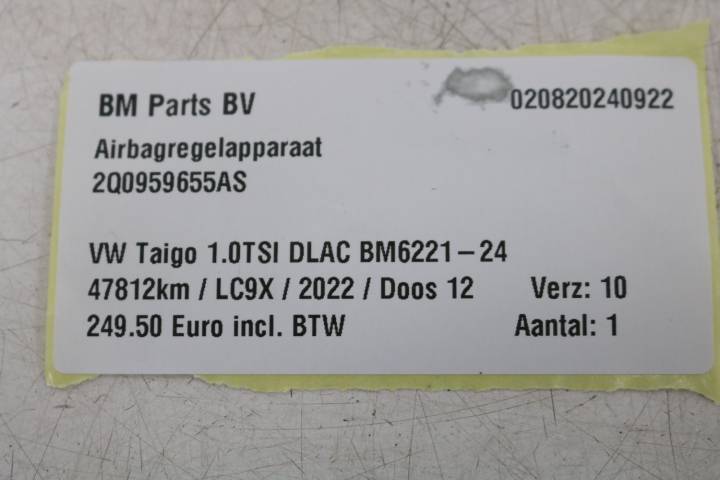 BM Parts BV 020820240922
Airbagregelapparaat
2Q0959655AS
VW Taigo 1.0TSI DLAC BM6221-24
47812km / LC9X / 2022 / Doos 12 Verz: 10
249.50 Euro incl. BTW Aantal: 1